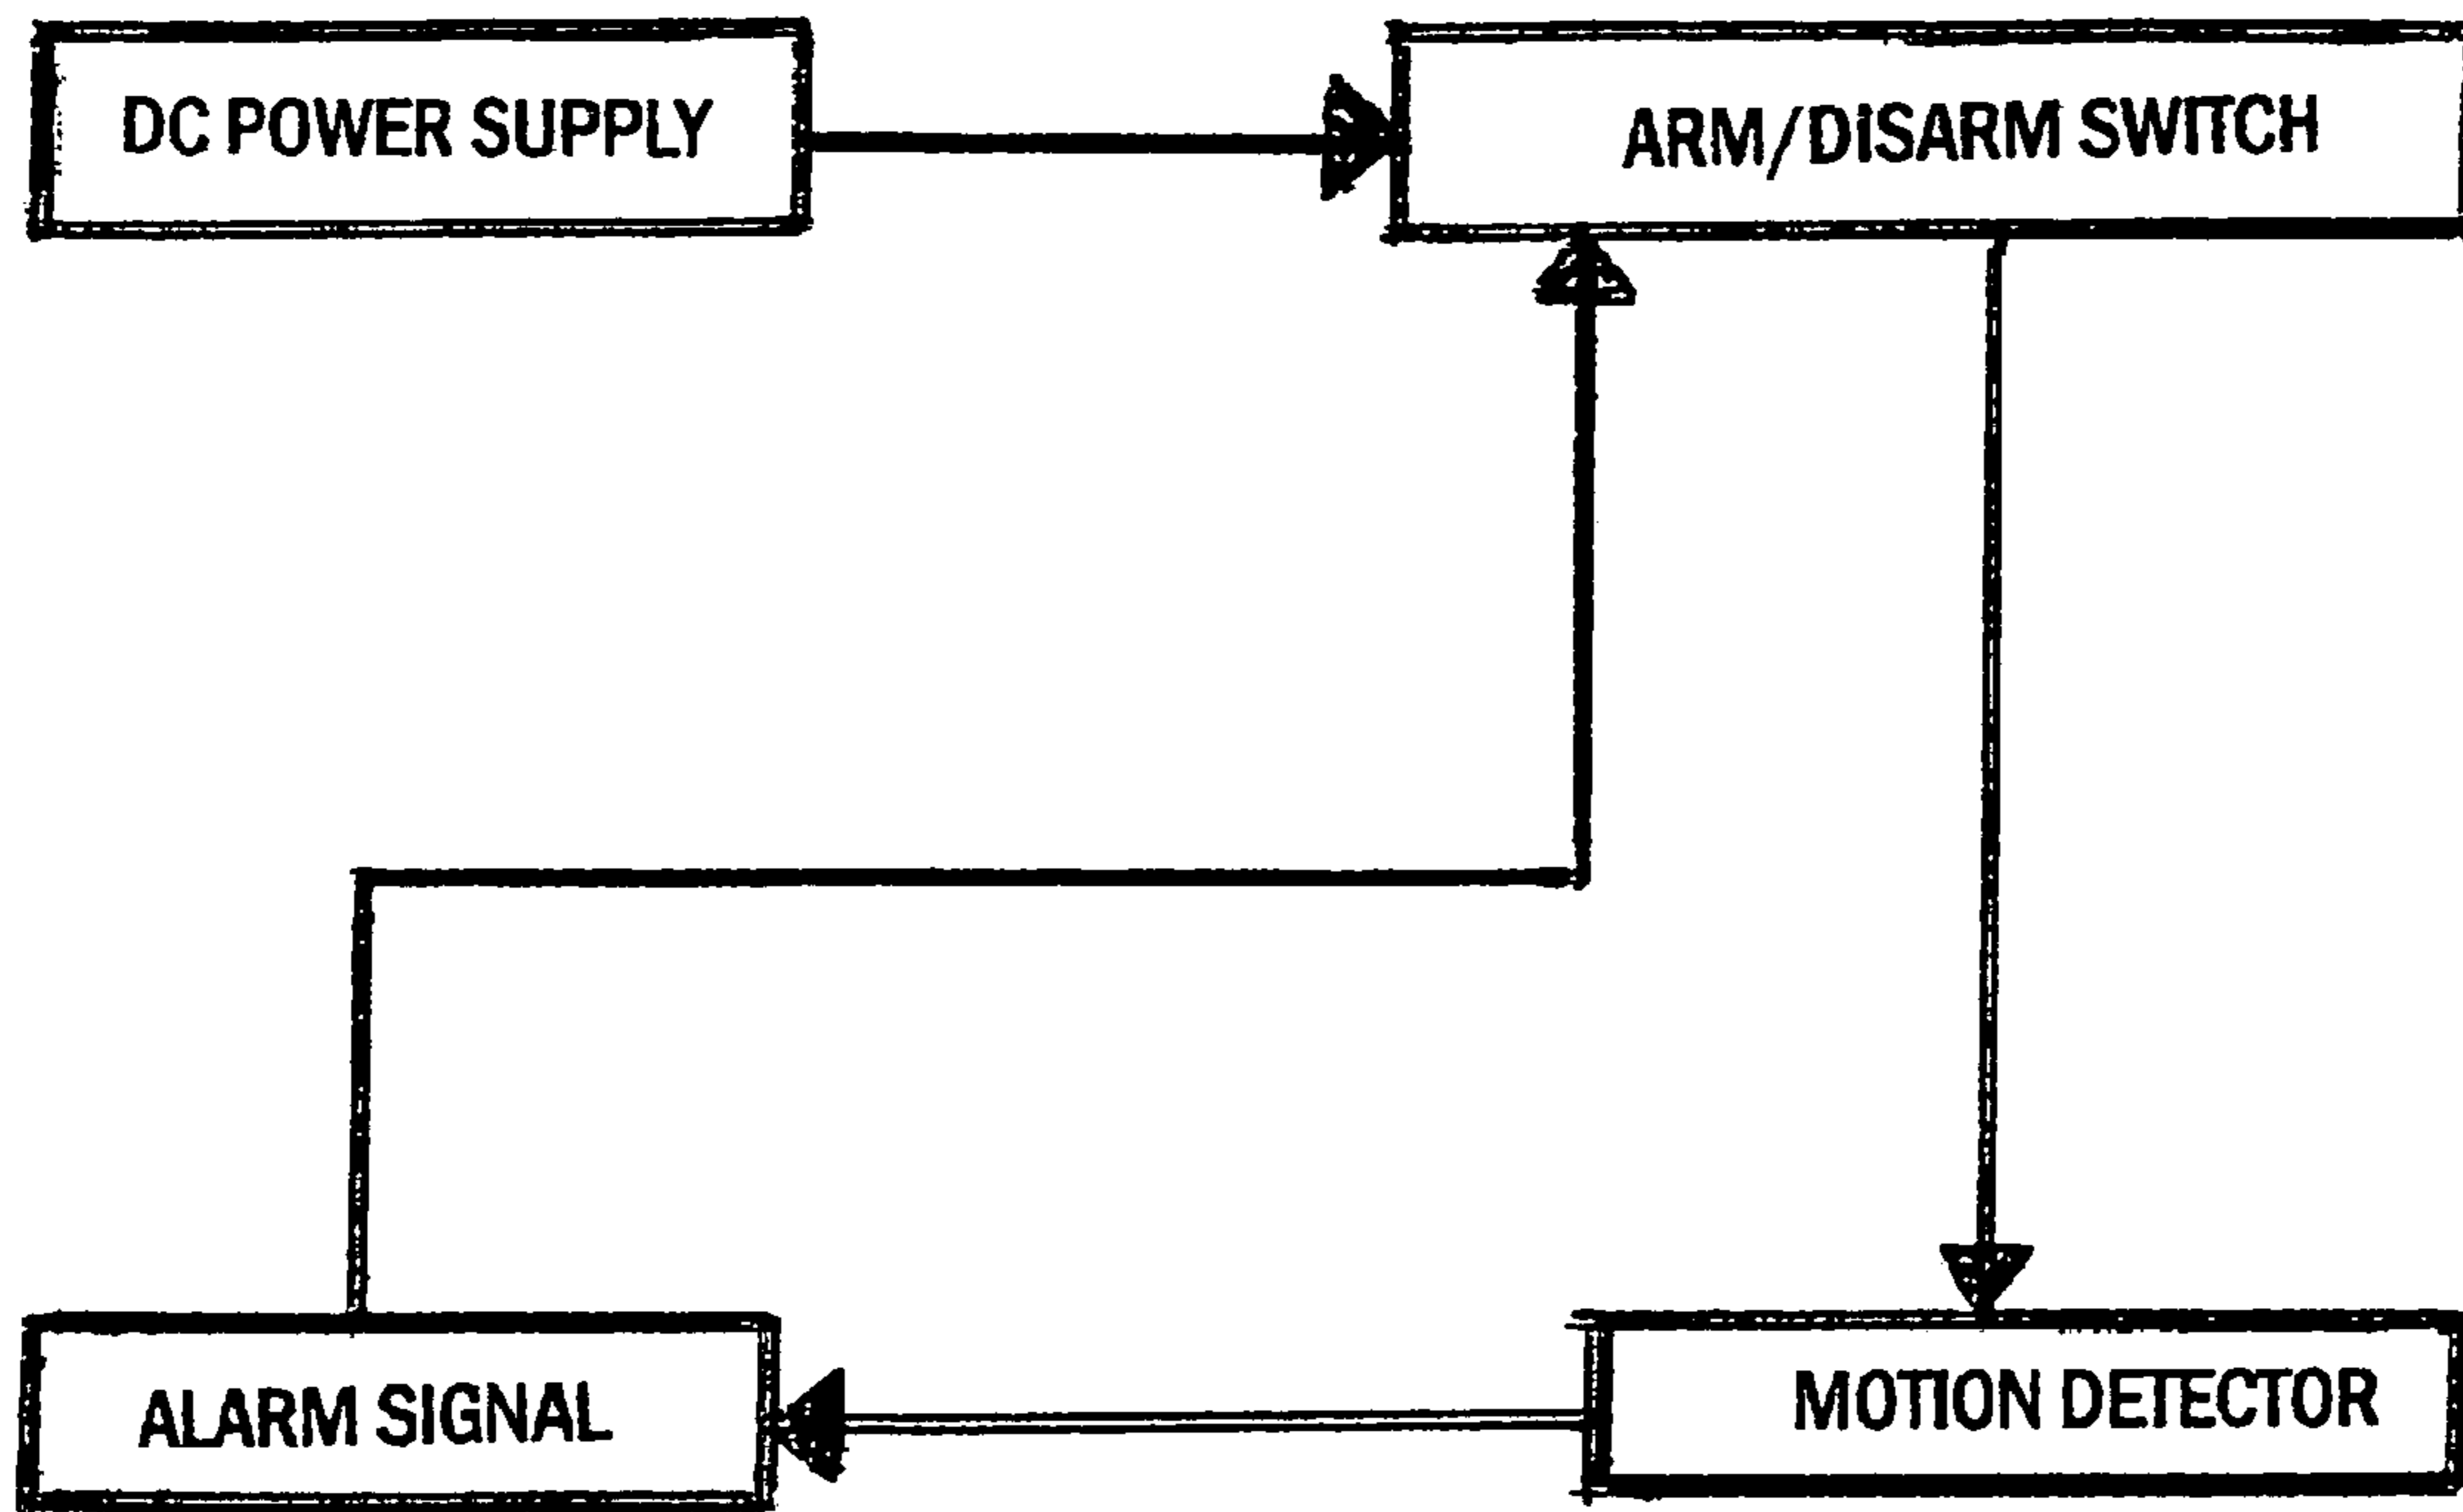 DC POWER SUPPLY
ARM/DISARM SWITCH
ALARM SIGNAL
MOTION DETECTOR